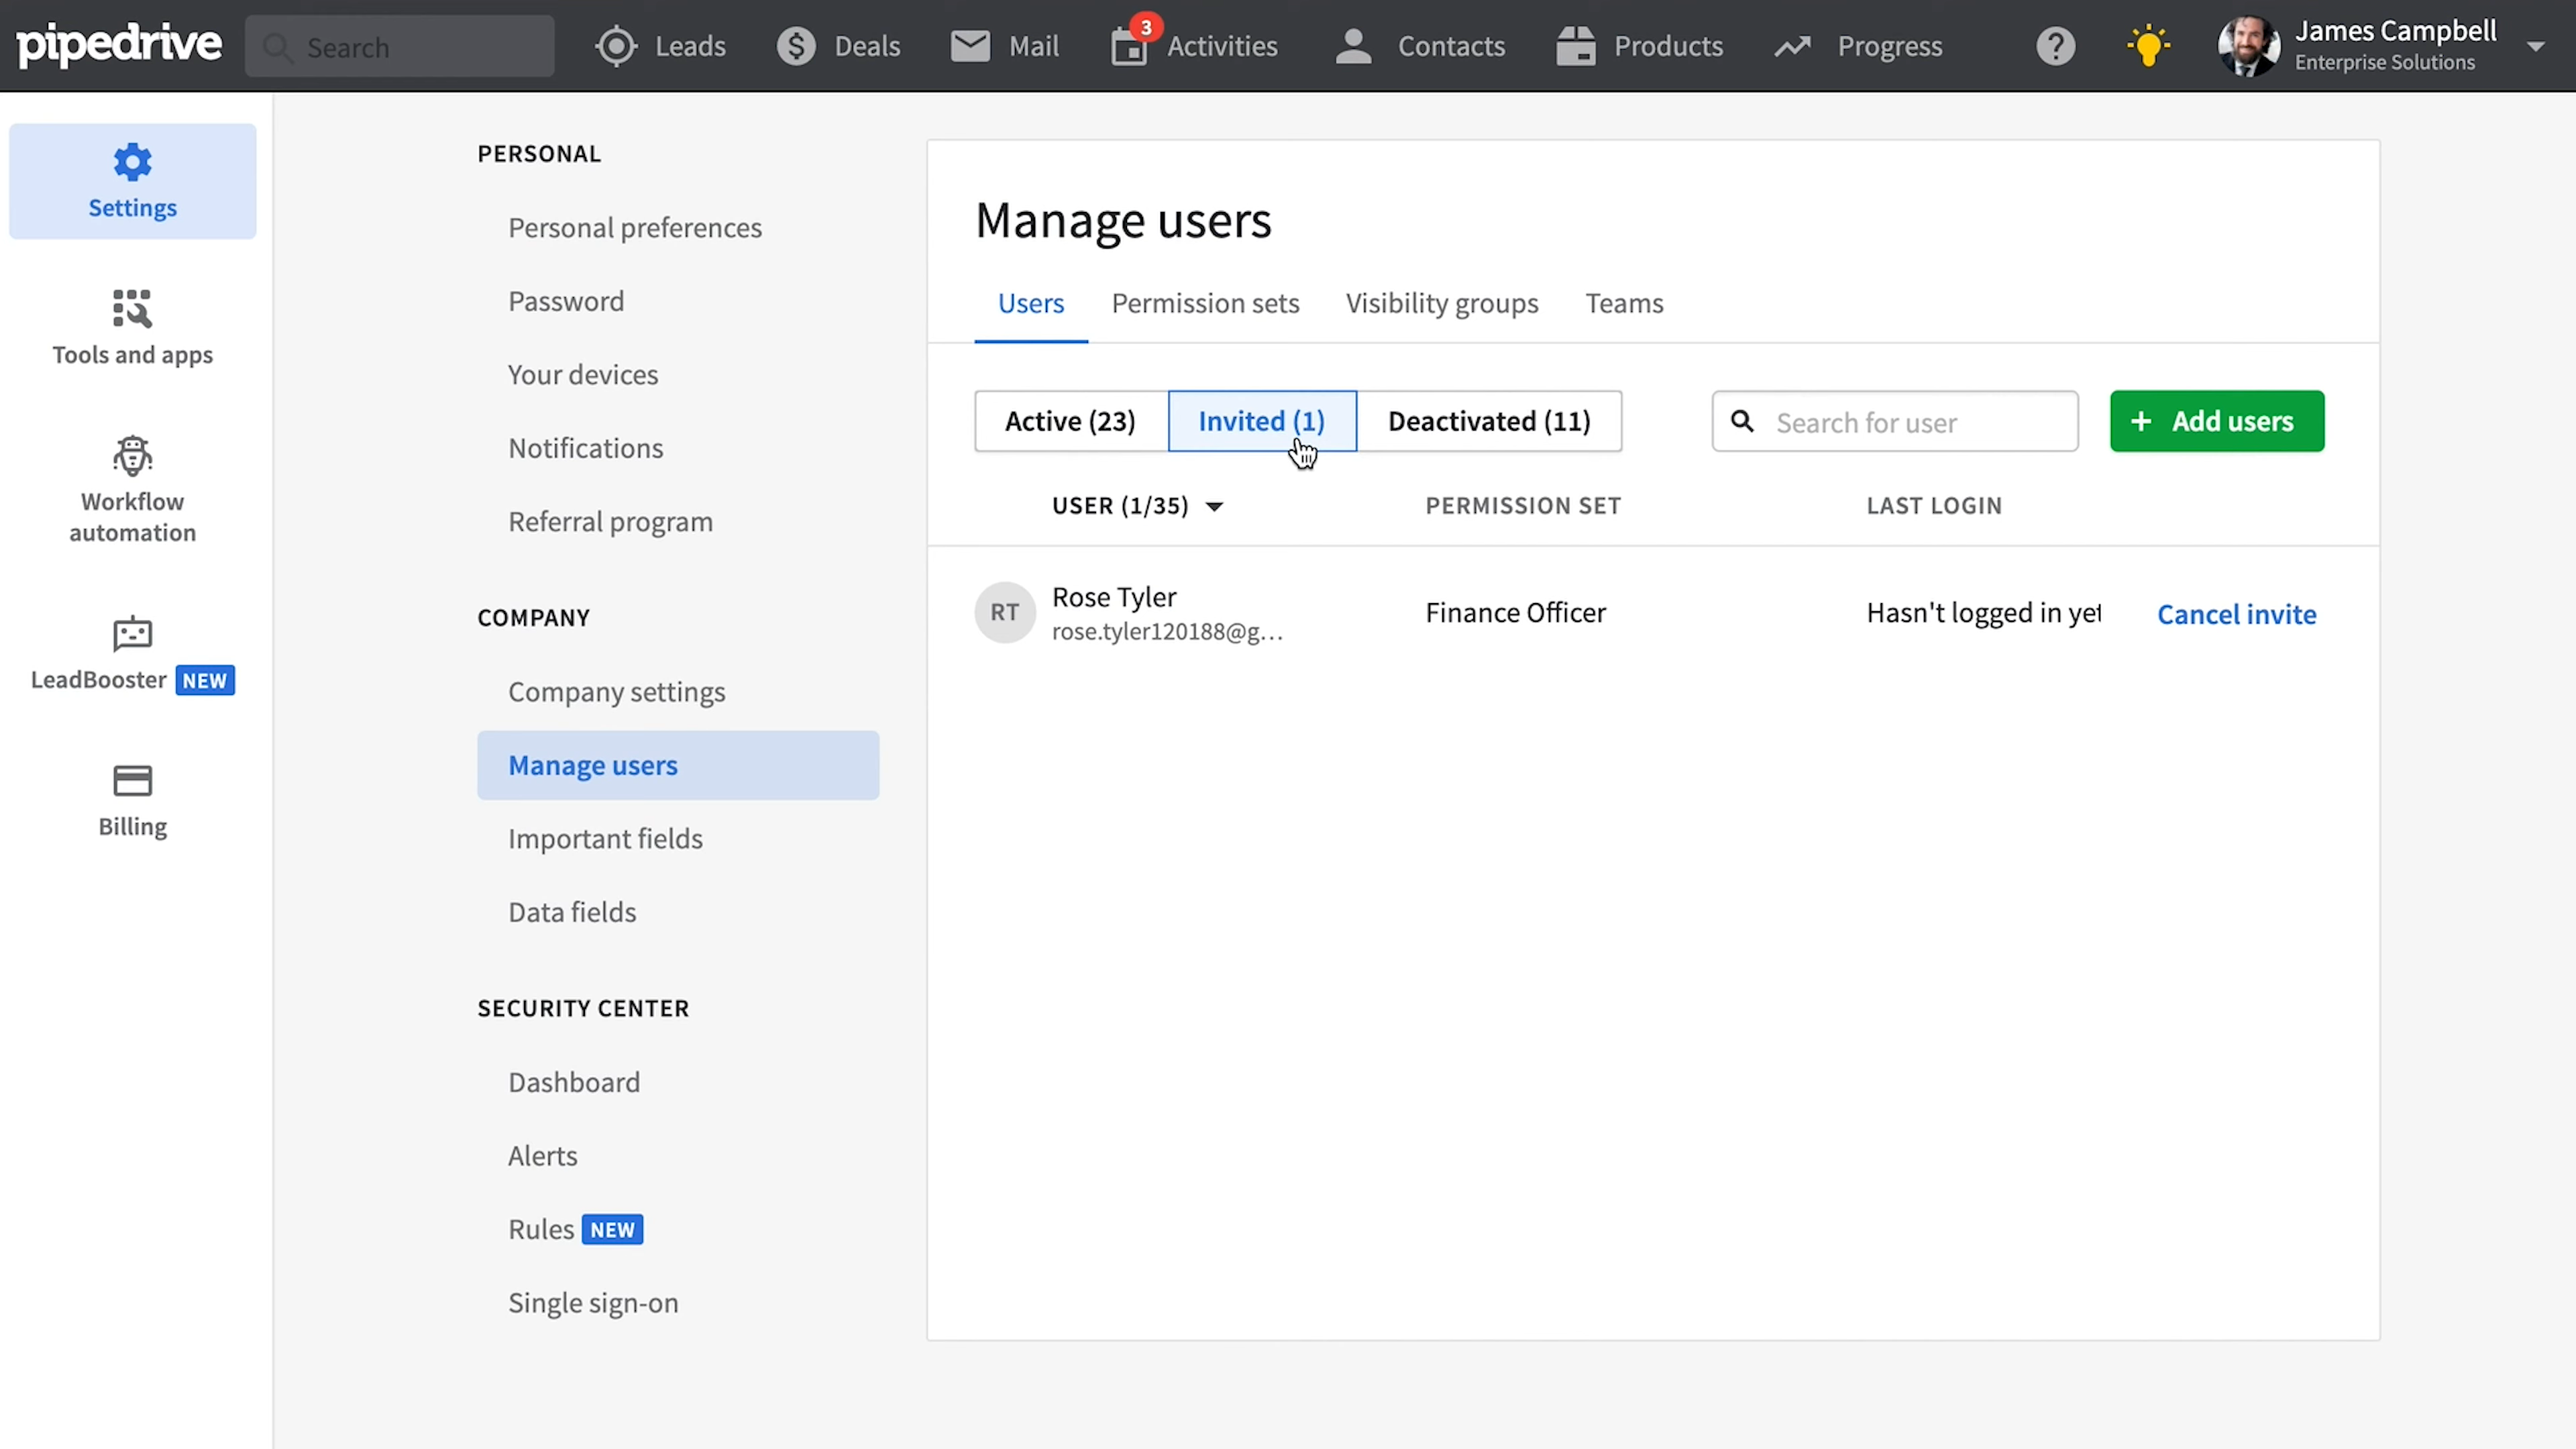 pipedrive
Search
Leads
Deals
Mail
3
Activities
Contacts
Products
Progress
?
James Campbell
Enterprise Solutions
Settings
Tools and apps
Workflow
automation
LeadBooster NEW
Billing
PERSONAL
Personal preferences
Password
Your devices
Notifications
Referral program
COMPANY
Company settings
Manage users
Important fields
Data fields
SECURITY CENTER
Dashboard
Alerts
Rules NEW
Single sign-on
Manage users
Users Permission sets Visibility groups Teams
Active (23) Invited (1) Deactivated (11) Search for user + Add users
USER (1/35) PERMISSION SET LAST LOGIN
RT
Rose Tyler
rose.tyler120188@g...
Finance Officer
Hasn't logged in yet
Cancel invite